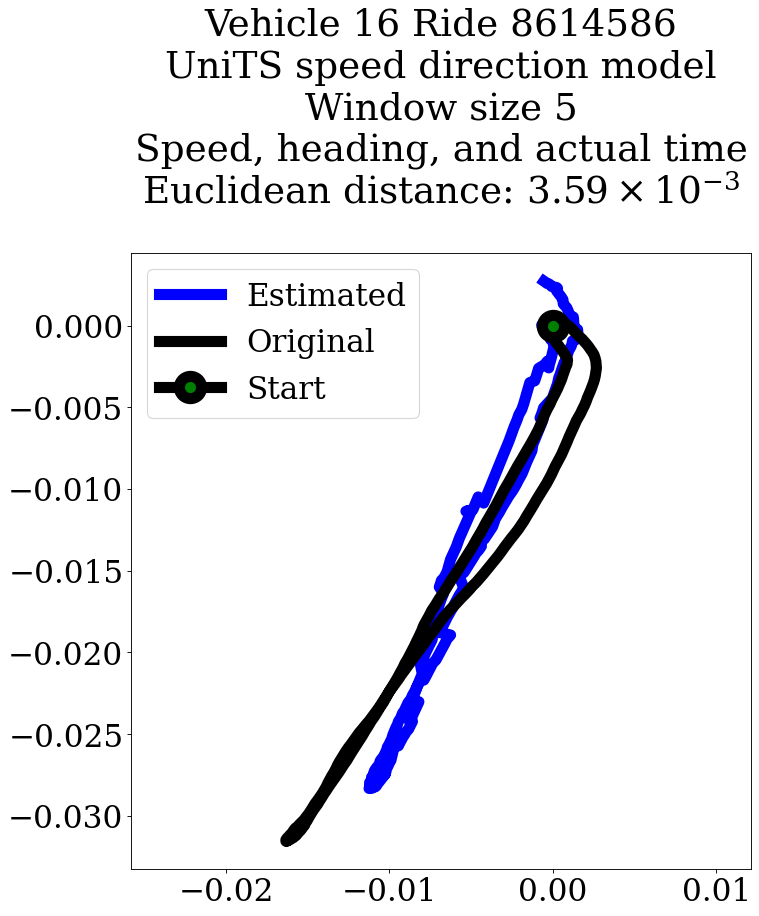 Vehicle 16 Ride 8614586
UniTS speed direction model
Window size 5
Speed, heading, and actual time
Euclidean distance: 3.59 × 10⁻³
Estimated
Original
Start
0.000
−0.005
−0.010
−0.015
−0.020
−0.025
−0.030
−0.02 −0.01 0.00 0.01